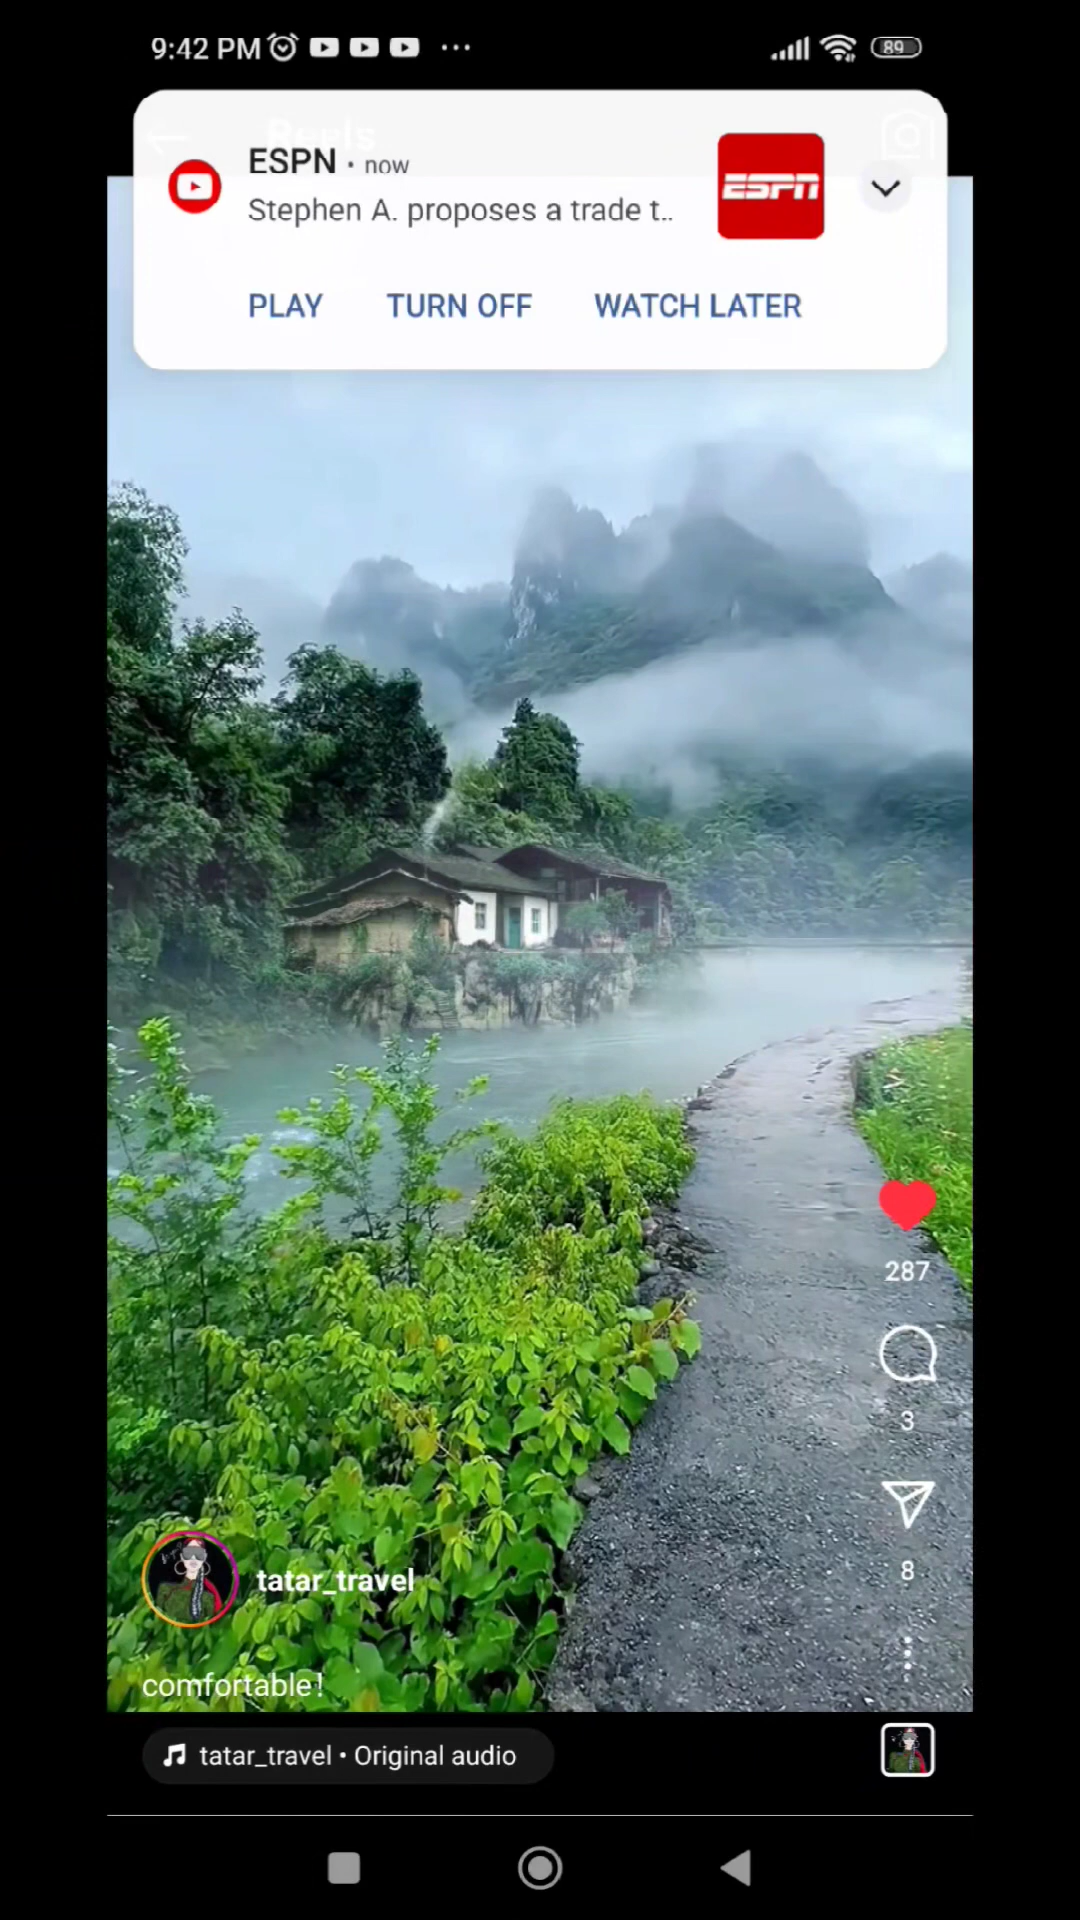 9:42 PM
89
Reels
ESPN • now
ESPN
Stephen A. proposes a trade t..
PLAY TURN OFF WATCH LATER
287
3
8
tatar_travel
comfortable!
tatar_travel • Original audio